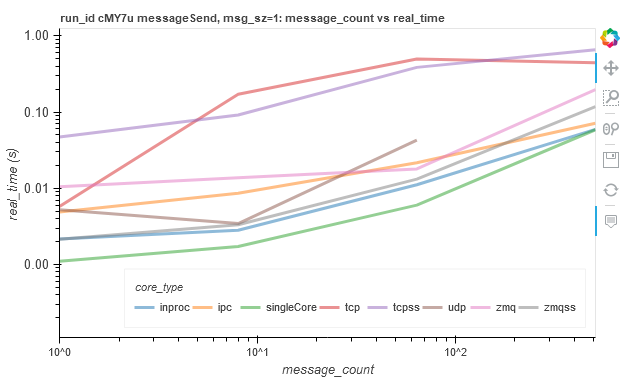 run_id cMY7u messageSend, msg_sz=1: message_count vs real_time
1.00
0.10
0.01
0.00
real_time (s)
core_type
inproc ipc singleCore tcp tcpss udp zmq zmqss
10^0 10^1 10^2
message_count